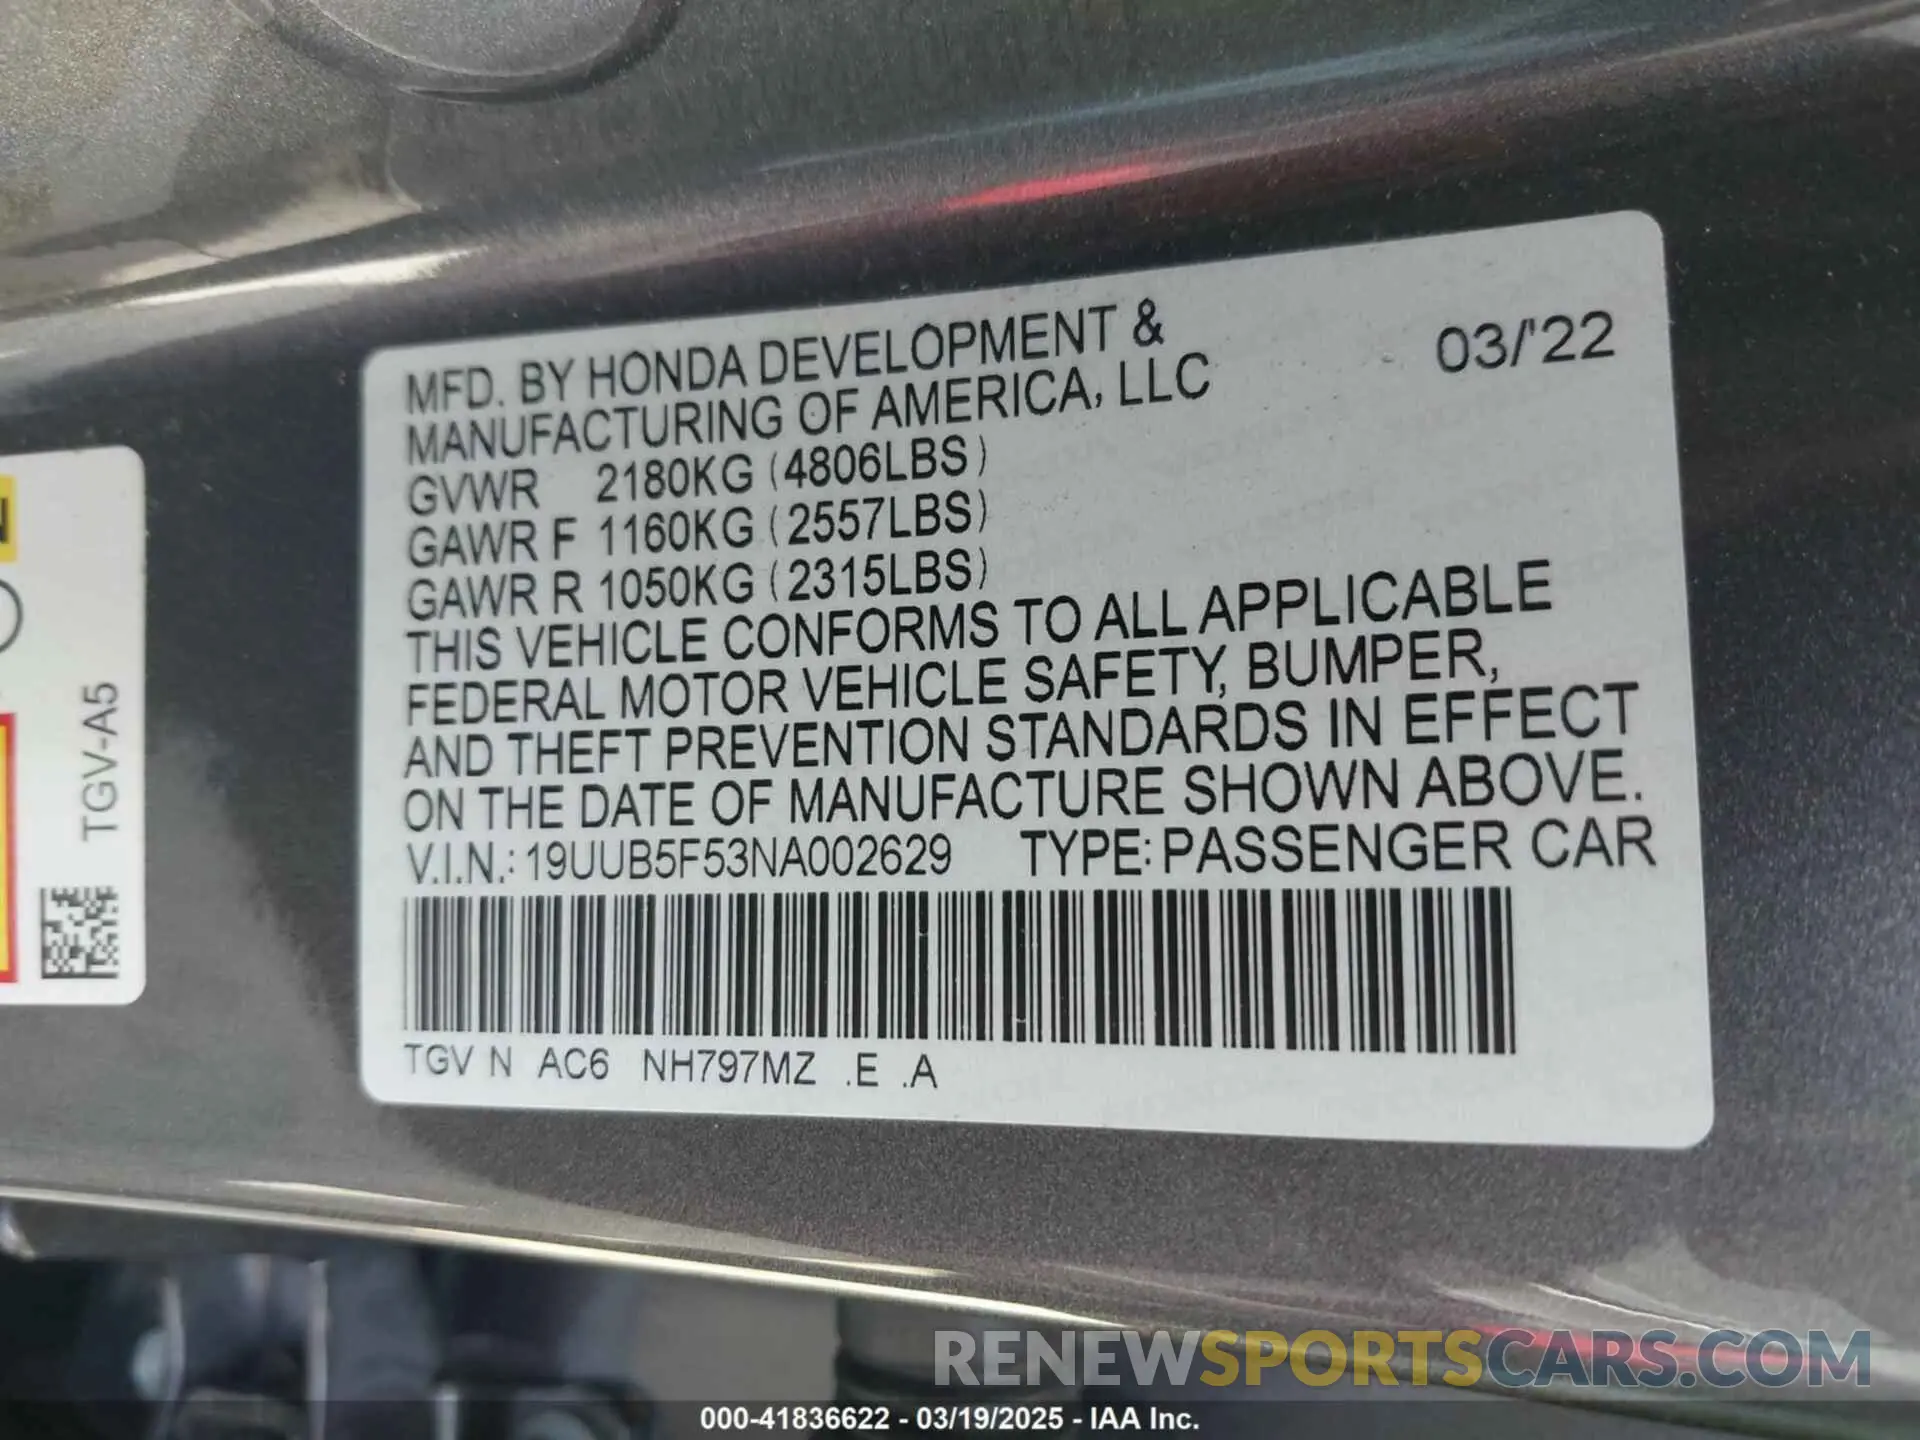 MFD. BY HONDA DEVELOPMENT &
MANUFACTURING OF AMERICA, LLC
03/'22
GVWR 2180KG (4806LBS)
GAWR F 1160KG (2557LBS)
GAWR R 1050KG (2315LBS)
THIS VEHICLE CONFORMS TO ALL APPLICABLE
FEDERAL MOTOR VEHICLE SAFETY, BUMPER,
AND THEFT PREVENTION STANDARDS IN EFFECT
ON THE DATE OF MANUFACTURE SHOWN ABOVE.
V.I.N.: 19UUB5F53NA002629 TYPE: PASSENGER CAR
TGV N AC6 NH797MZ .E .A
TGV-A5
RENEWSPORTSCARS.COM
000-41836622 - 03/19/2025 - IAA Inc.